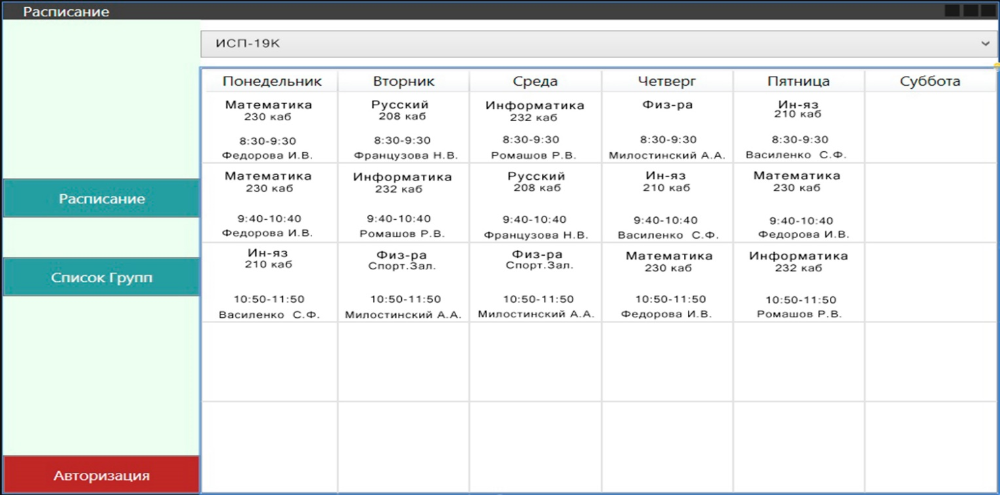 Расписание
ИСП-19К
Понедельник Вторник Среда Четверг Пятница Суббота
Математика Русский Информатика Физ-ра Ин-яз
230 каб 208 каб 232 каб 210 каб
8:30-9:30 8:30-9:30 8:30-9:30 8:30-9:30 8:30-9:30
Федорова И.В. Французова Н.В. Ромашов Р.В. Милостинский А.А. Василенко С.Ф.
Математика Информатика Русский Ин-яз Математика
230 каб 232 каб 208 каб 210 каб 230 каб
9:40-10:40 9:40-10:40 9:40-10:40 9:40-10:40 9:40-10:40
Федорова И.В. Ромашов Р.В. Французова Н.В. Василенко С.Ф. Федорова И.В.
Ин-яз Физ-ра Физ-ра Математика Информатика
210 каб Спорт.Зал. Спорт.Зал. 230 каб 232 каб
10:50-11:50 10:50-11:50 10:50-11:50 10:50-11:50 10:50-11:50
Василенко С.Ф. Милостинский А.А. Милостинский А.А. Федорова И.В. Ромашов Р.В.
Расписание
Список Групп
Авторизация